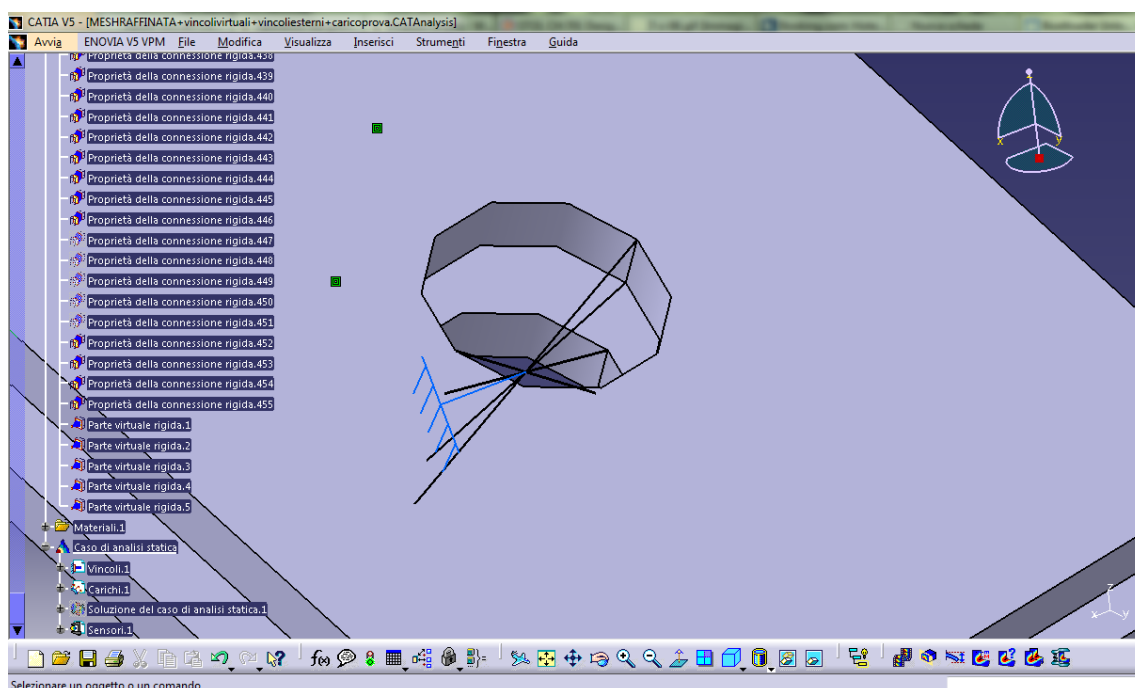 CATIA V5 - [MESHRAFFINATA+vincolivirtuali+vincoliesterni+caricoprova.CATAnalysis]
Avvia ENOVIA V5 VPM File Modifica Visualizza Inserisci Strumenti Finestra Guida
Proprietà della connessione rigida.438
Proprietà della connessione rigida.439
Proprietà della connessione rigida.440
Proprietà della connessione rigida.441
Proprietà della connessione rigida.442
Proprietà della connessione rigida.443
Proprietà della connessione rigida.444
Proprietà della connessione rigida.445
Proprietà della connessione rigida.446
Proprietà della connessione rigida.447
Proprietà della connessione rigida.448
Proprietà della connessione rigida.449
Proprietà della connessione rigida.450
Proprietà della connessione rigida.451
Proprietà della connessione rigida.452
Proprietà della connessione rigida.453
Proprietà della connessione rigida.454
Proprietà della connessione rigida.455
Parte virtuale rigida.1
Parte virtuale rigida.2
Parte virtuale rigida.3
Parte virtuale rigida.4
Parte virtuale rigida.5
Materiali.1
Caso di analisi statica
Vincoli.1
Carichi.1
Soluzione del caso di analisi statica.1
Sensori.1
x y
z
x y
f(x)
Selezionare un oggetto o un comando